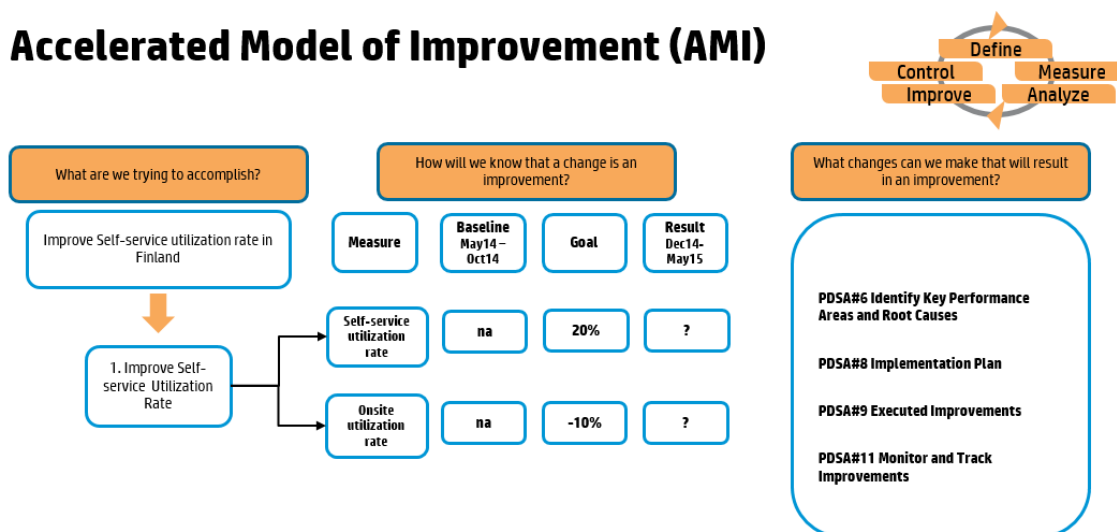 Accelerated Model of Improvement (AMI)
Define
Control
Measure
Improve
Analyze
What are we trying to accomplish?
How will we know that a change is an
improvement?
What changes can we make that will result
in an improvement?
Improve Self-service utilization rate in
Finland
Measure
Baseline
May14 –
Oct14
Goal
Result
Dec14-
May15
1. Improve Self-
service Utilization
Rate
Self-service
utilization
rate
na
20%
?
Onsite
utilization
rate
na
-10%
?
PDSA#6 Identify Key Performance
Areas and Root Causes
PDSA#8 Implementation Plan
PDSA#9 Executed Improvements
PDSA#11 Monitor and Track
Improvements